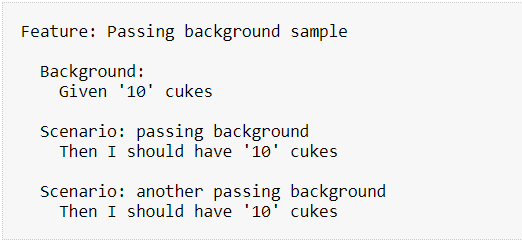 Feature: Passing background sample
Background:
Given '10' cukes
Scenario: passing background
Then I should have '10' cukes
Scenario: another passing background
Then I should have '10' cukes